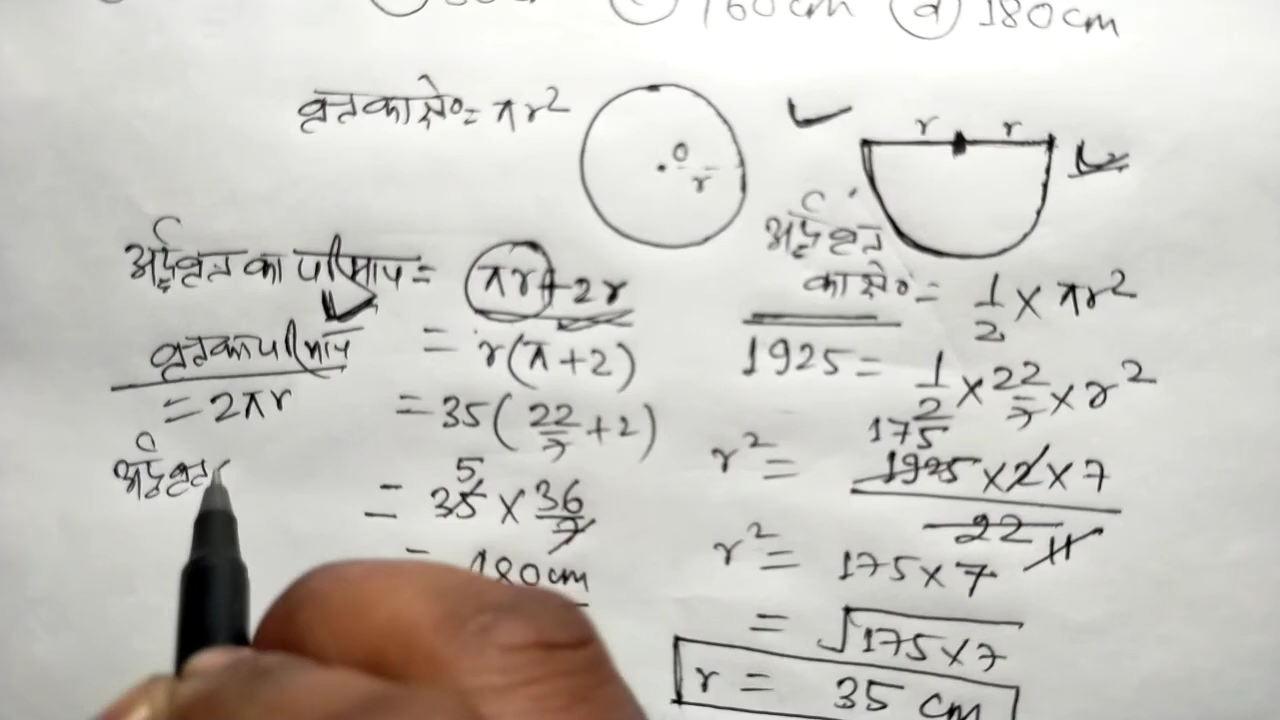 160cm d 180cm
वृत का क्षे० = πr²
O
r
r r
अर्द्धवृत का परिमाप = πr + 2r
= r(π+2)
= 35(22/7 + 2)
5
= 35 × 36/7
= 180cm
वृत का परिमाप
= 2πr
अर्द्धवृत
अर्द्धवृत
का क्षे० = 1/2 × πr²
1925 = 1/2 × 22/7 × r²
175
r² = 1925 × 2 × 7 / 22 11
r² = 175 × 7
= √175 × 7
r = 35 cm